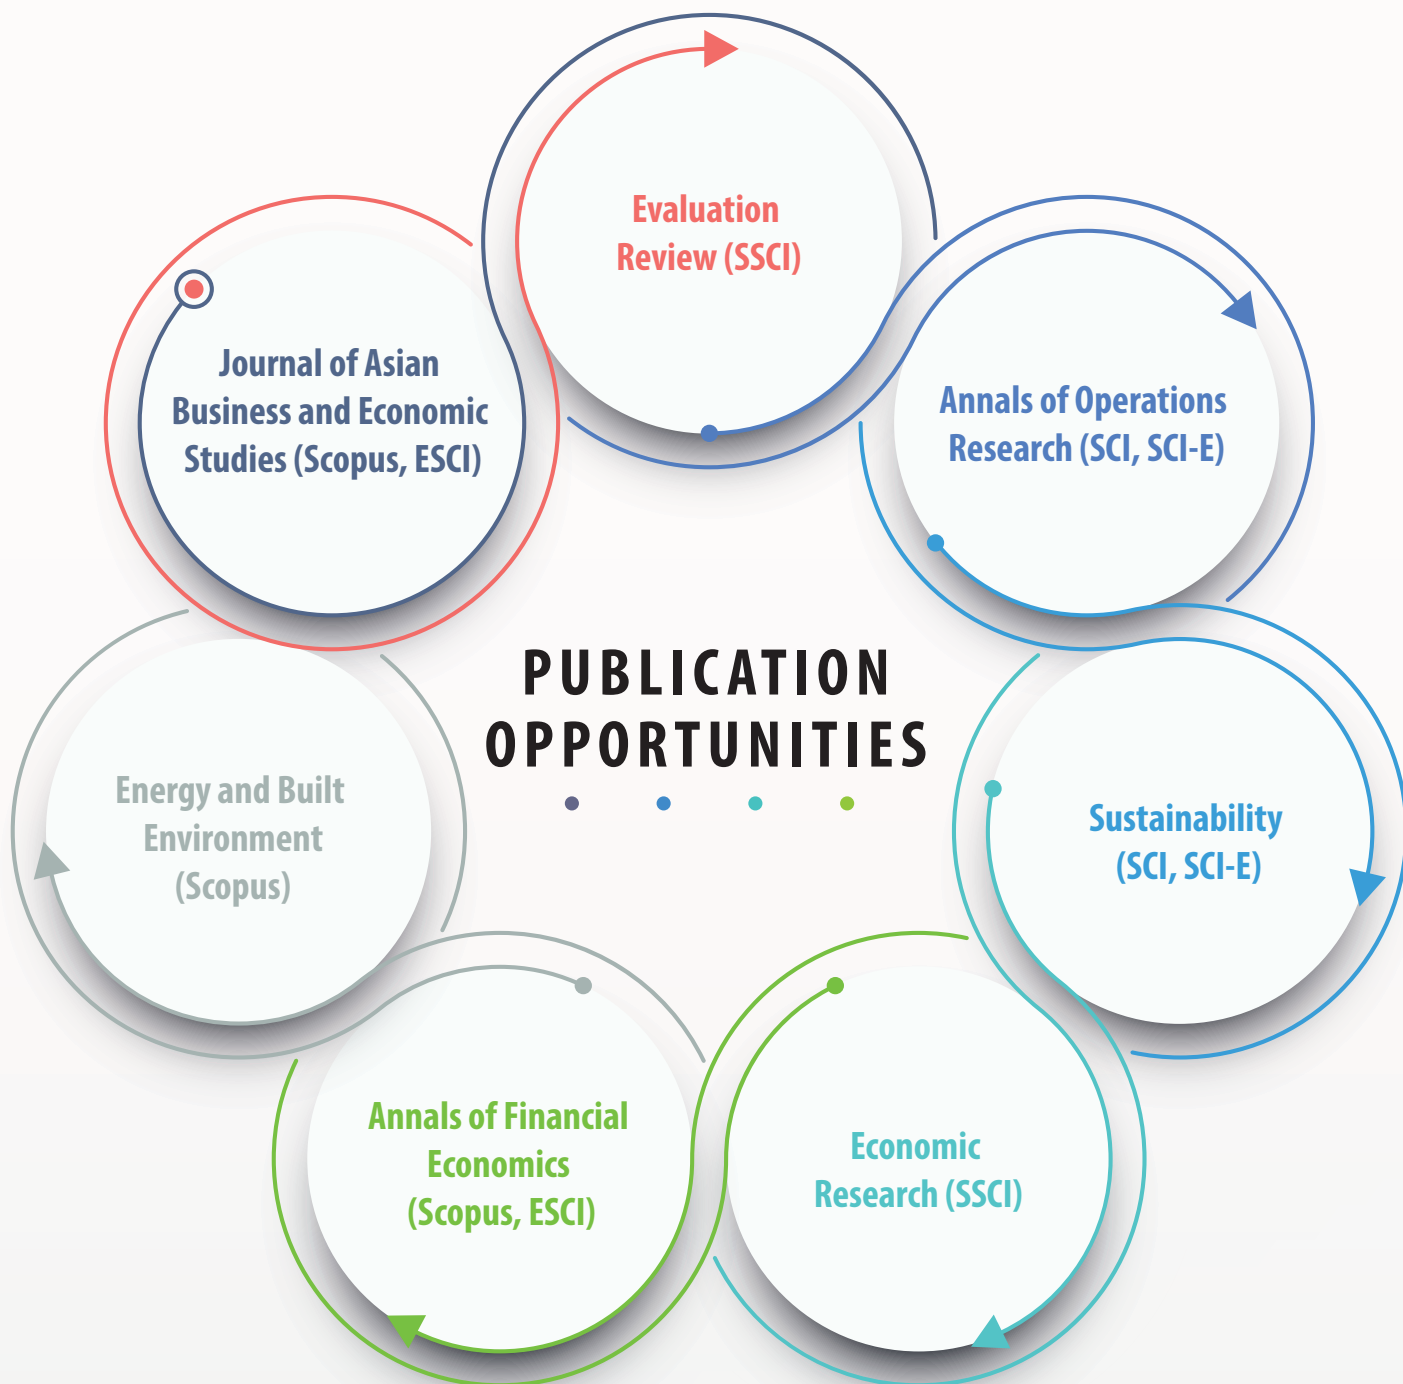 Evaluation
Review (SSCI)
Journal of Asian
Business and Economic
Studies (Scopus, ESCI)
Annals of Operations
Research (SCI, SCI-E)
PUBLICATION
OPPORTUNITIES
Energy and Built
Environment
(Scopus)
Sustainability
(SCI, SCI-E)
Annals of Financial
Economics
(Scopus, ESCI)
Economic
Research (SSCI)